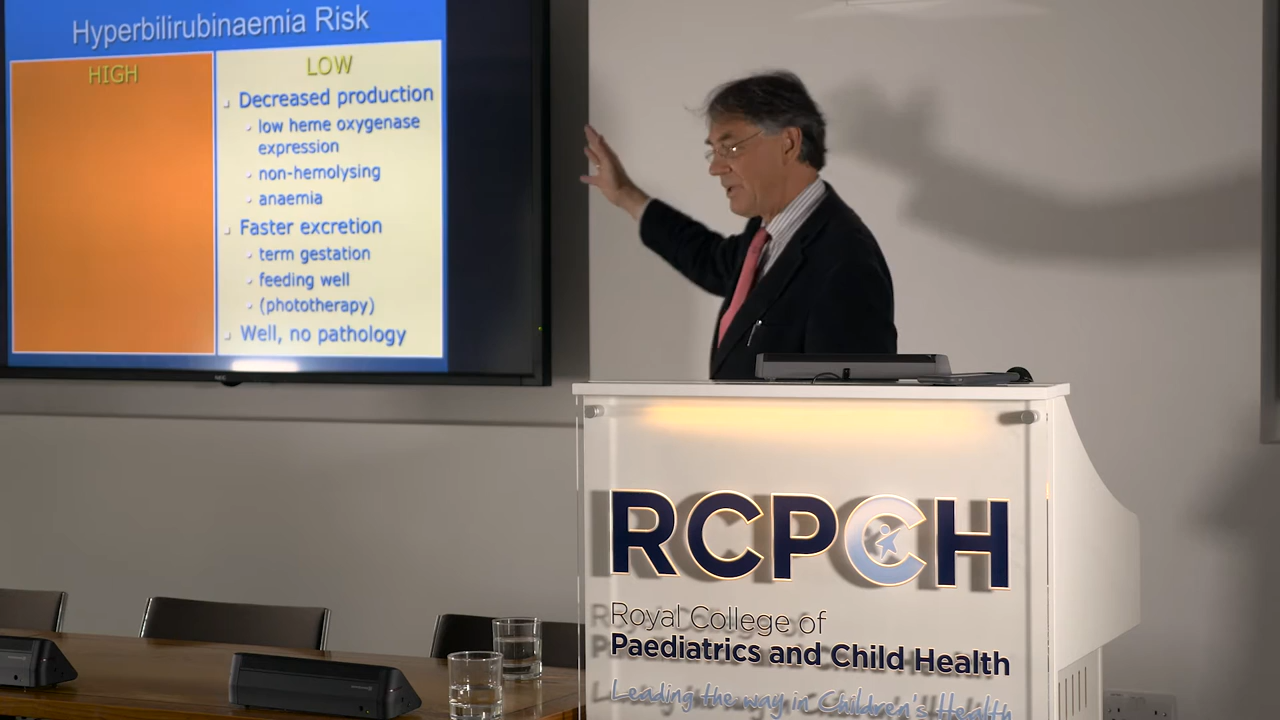 Hyperbilirubinaemia Risk
HIGH
LOW
Decreased production
low heme oxygenase
expression
non-hemolysing
anaemia
Faster excretion
term gestation
feeding well
(phototherapy)
Well, no pathology
RCPCH
Royal College of
Paediatrics and Child Health
Leading the way in Children's Health